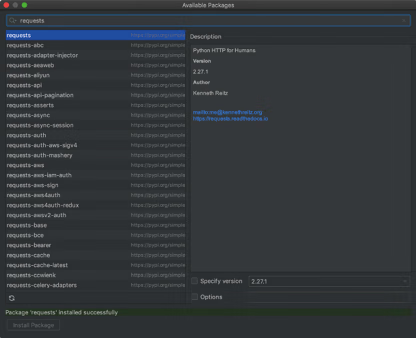 Available Packages
requests
requests https://pypi.org/simple
requests-abc https://pypi.org/simple
requests-adapter-injector https://pypi.org/simple
requests-aeaweb https://pypi.org/simple
requests-aliyun https://pypi.org/simple
requests-api https://pypi.org/simple
requests-api-pagination https://pypi.org/simple
requests-asserts https://pypi.org/simple
requests-async https://pypi.org/simple
requests-async-session https://pypi.org/simple
requests-auth https://pypi.org/simple
requests-auth-aws-sigv4 https://pypi.org/simple
requests-auth-mashery https://pypi.org/simple
requests-aws https://pypi.org/simple
requests-aws-iam-auth https://pypi.org/simple
requests-aws-sign https://pypi.org/simple
requests-aws4auth https://pypi.org/simple
requests-aws4auth-redux https://pypi.org/simple
requests-awsv2-auth https://pypi.org/simple
requests-base https://pypi.org/simple
requests-bce https://pypi.org/simple
requests-bearer https://pypi.org/simple
requests-cache https://pypi.org/simple
requests-cache-latest https://pypi.org/simple
requests-ccwienk https://pypi.org/simple
requests-celery-adapters https://pypi.org/simple
Description
Python HTTP for Humans.
Version
2.27.1
Author
Kenneth Reitz
mailto:me@kennethreitz.org
https://requests.readthedocs.io
Specify version 2.27.1
Options
Package 'requests' installed successfully
Install Package